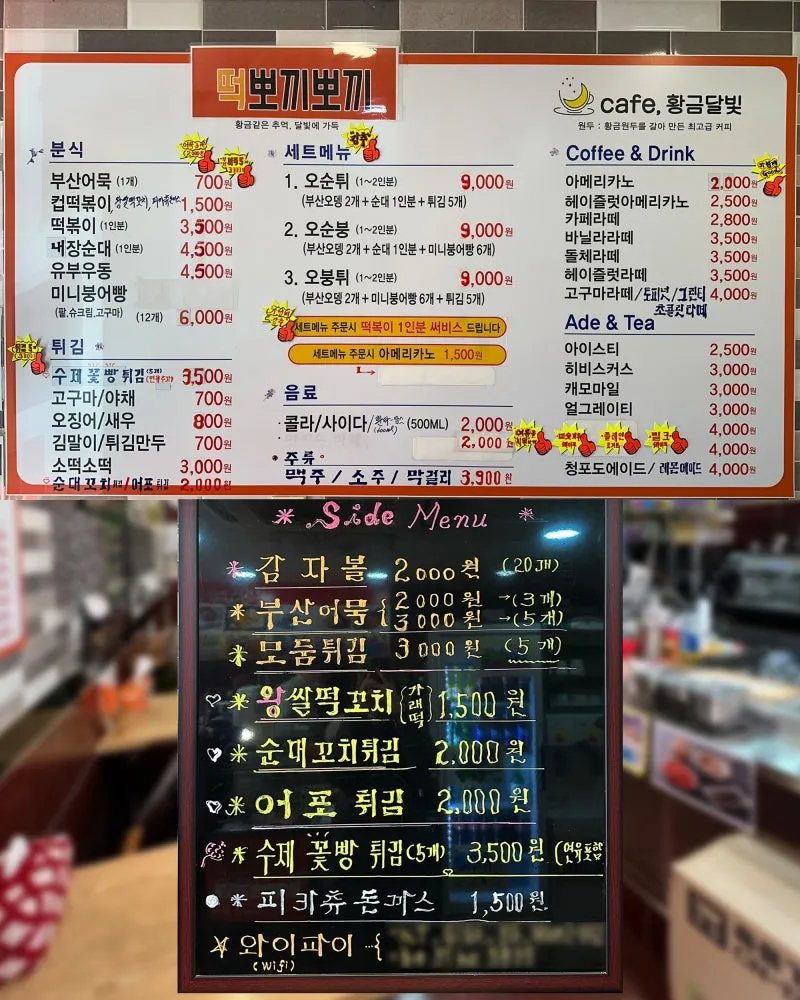 떡뽀끼뽀끼
황금같은 추억, 달빛에 가득
cafe, 황금달빛
원두 : 황금원두를 갈아 만든 최고급 커피
분식
부산어묵 (1개) 700원
컵떡볶이, 1,500원
떡볶이 (1인분) 3,500원
내장순대 (1인분) 4,500원
유부우동 4,500원
미니붕어빵
(팥,슈크림,고구마) (12개) 6,000원
튀김
수제꽃빵튀김 (5개) 3,500원
고구마/야채 700원
오징어/새우 800원
김말이/튀김만두 700원
소떡소떡 3,000원
순대꼬치튀김/어포튀김 2,000원
세트메뉴
강추
1. 오순튀 (1~2인분) 9,000원
(부산오뎅 2개 + 순대 1인분 + 튀김 5개)
2. 오순붕 (1~2인분) 9,000원
(부산오뎅 2개 + 순대 1인분 + 미니붕어빵 6개)
3. 오붕튀 (1~2인분) 9,000원
(부산오뎅 2개 + 미니붕어빵 6개 + 튀김 5개)
세트메뉴 주문시 떡볶이 1인분 써비스 드립니다
세트메뉴 주문시 아메리카노 1,500원
음료
콜라/사이다/ (500ML) 2,000원
2,000원
주류
맥주 / 소주 / 막걸리 3,900원
Coffee & Drink
아메리카노 2,000원
헤이즐럿아메리카노 2,500원
카페라떼 2,800원
바닐라라떼 3,500원
돌체라떼 3,500원
헤이즐럿라떼 3,500원
고구마라떼/토피넛/그린티 4,000원
초콜릿라떼
Ade & Tea
아이스티 2,500원
히비스커스 3,000원
캐모마일 3,000원
얼그레이티 3,000원
4,000원
4,000원
청포도에이드/ 레몬에이드 4,000원
Side Menu
감자볼 2000원 (20개)
부산어묵 { 2000원 → (3개)
3000원 → (5개)
모둠튀김 3000원 (5개)
왕쌀떡꼬치 {가래떡} 1,500원
순대꼬치튀김 2,000원
어포 튀김 2,000원
수제 꽃빵 튀김(5개) 3,500원 (연유포함
피카츄돈까스 1,500원
와이파이
(Wifi)